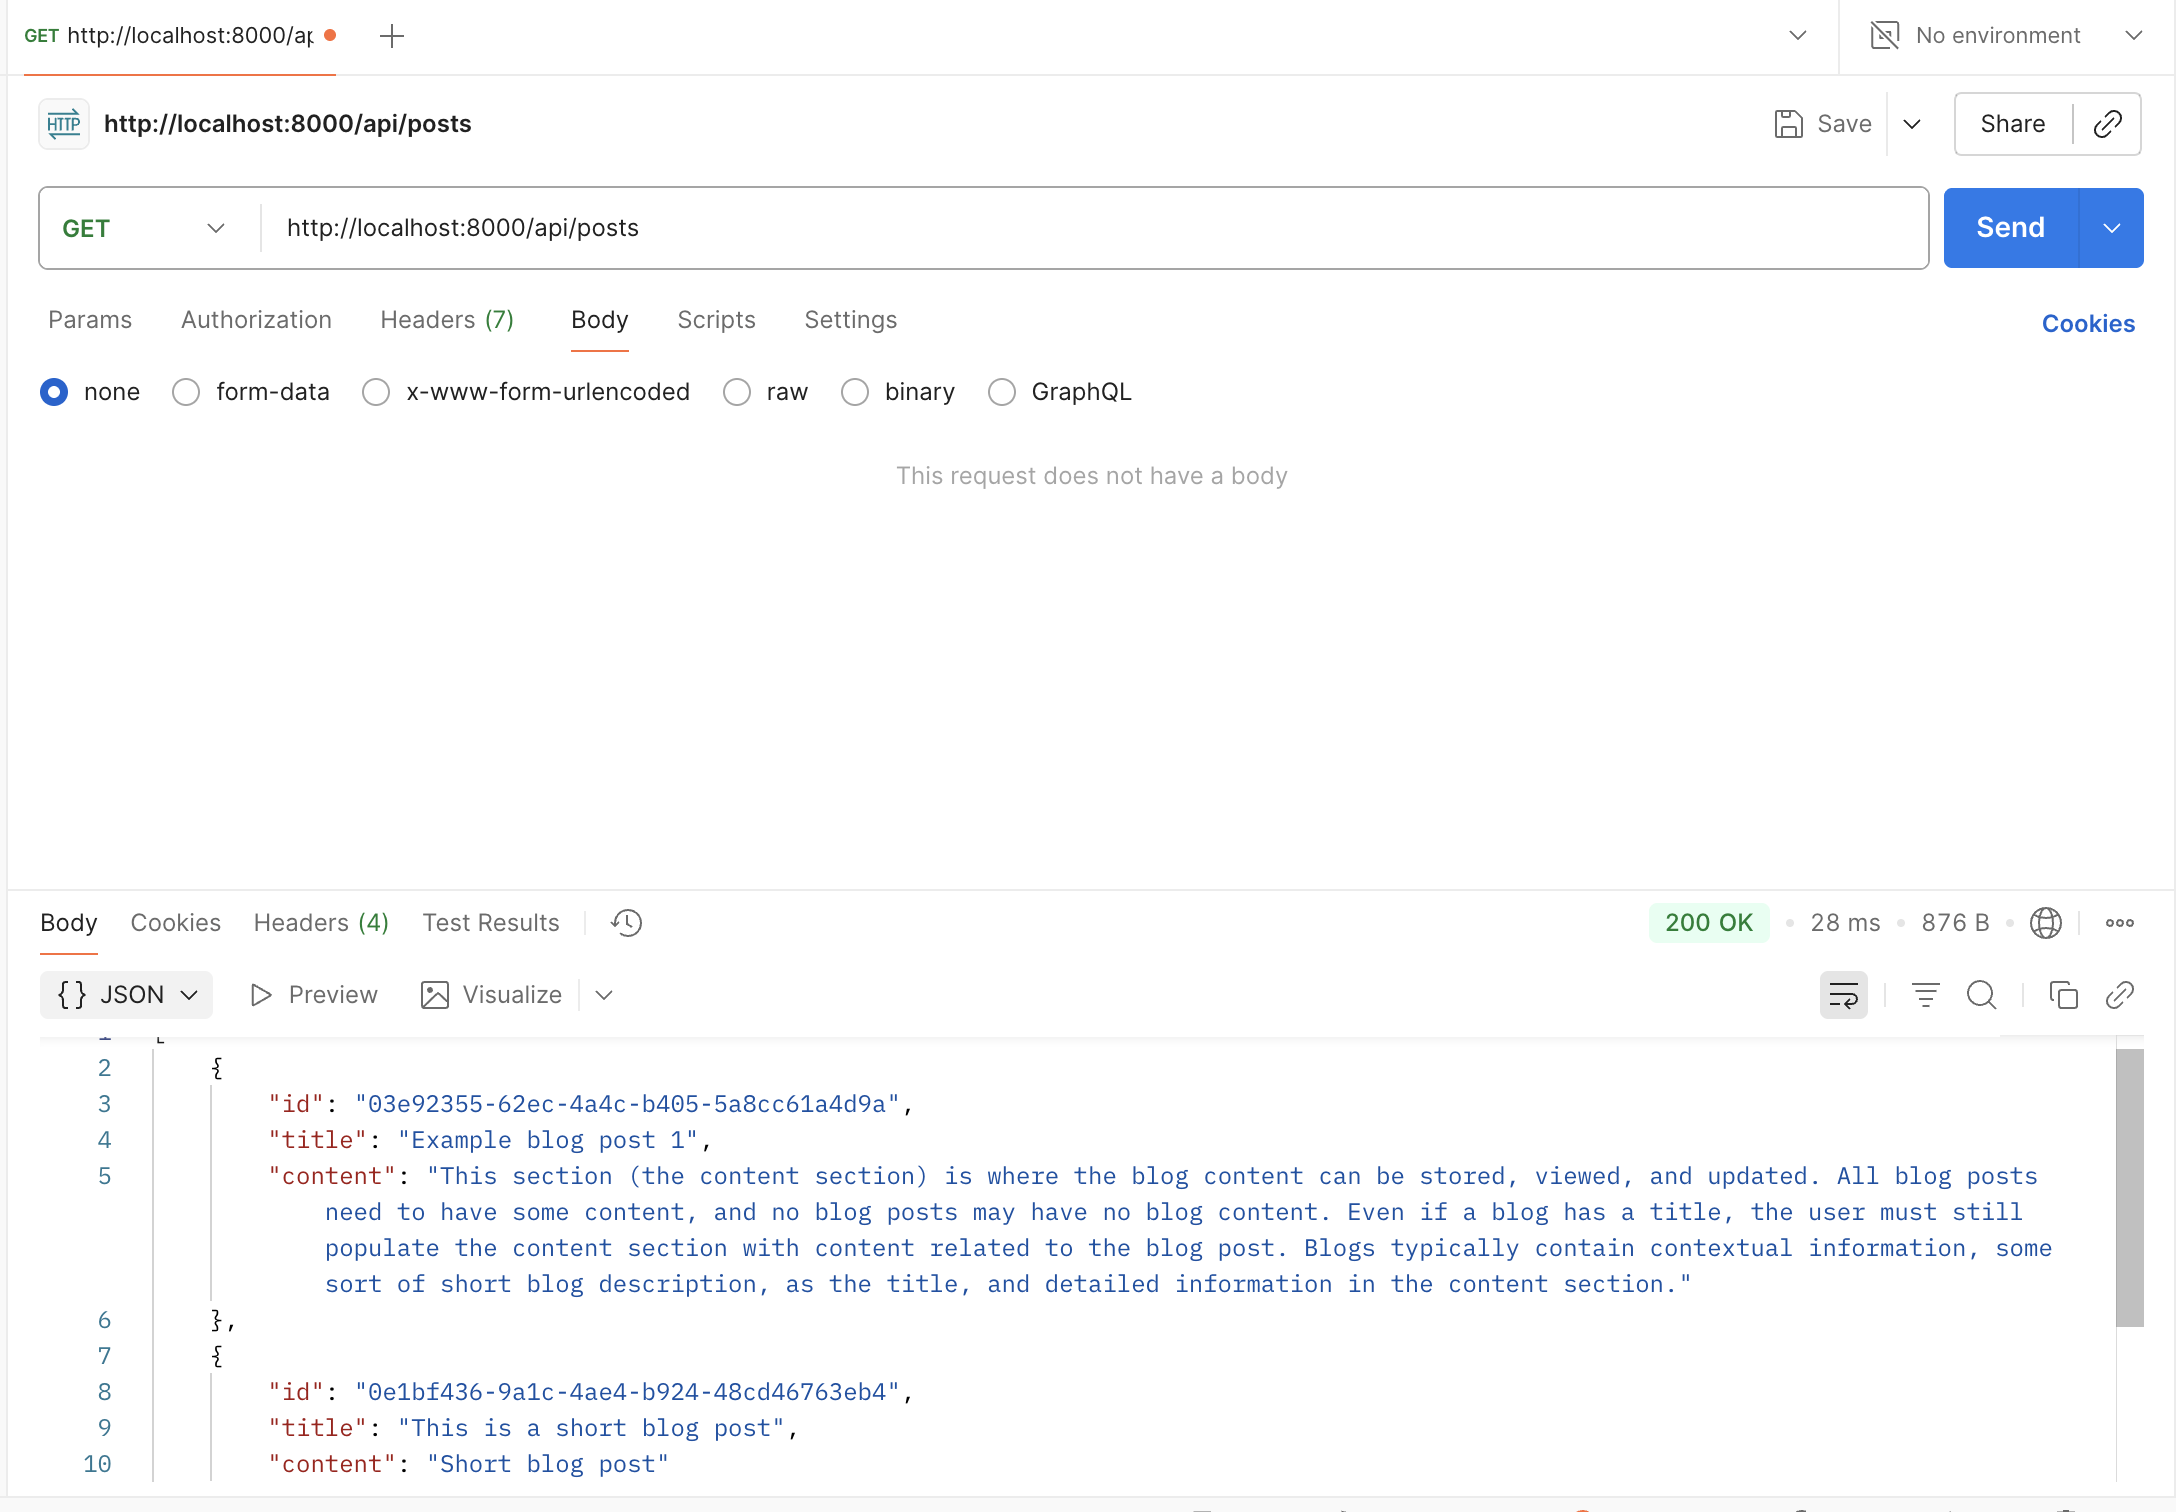 GET http://localhost:8000/ap
No environment
HTTP http://localhost:8000/api/posts
Save
Share
GET http://localhost:8000/api/posts
Send
Params Authorization Headers (7) Body Scripts Settings
Cookies
none form-data x-www-form-urlencoded raw binary GraphQL
This request does not have a body
Body Cookies Headers (4) Test Results
200 OK • 28 ms • 876 B
{} JSON Preview Visualize
1 [
2 {
3 "id": "03e92355-62ec-4a4c-b405-5a8cc61a4d9a",
4 "title": "Example blog post 1",
5 "content": "This section (the content section) is where the blog content can be stored, viewed, and updated. All blog posts
need to have some content, and no blog posts may have no blog content. Even if a blog has a title, the user must still
populate the content section with content related to the blog post. Blogs typically contain contextual information, some
sort of short blog description, as the title, and detailed information in the content section."
6 },
7 {
8 "id": "0e1bf436-9a1c-4ae4-b924-48cd46763eb4",
9 "title": "This is a short blog post",
10 "content": "Short blog post"